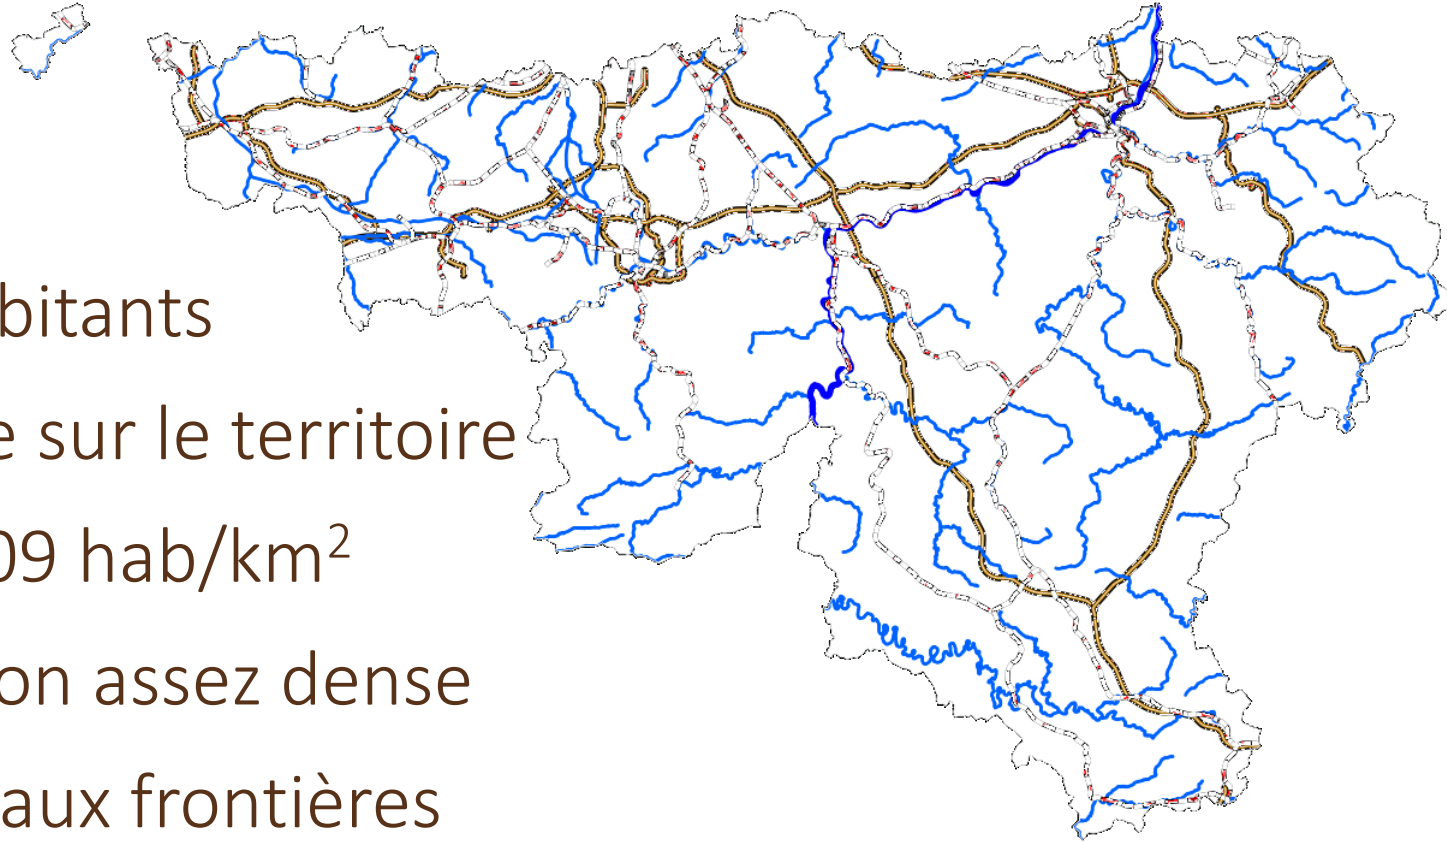 bitants
e sur le territoire
09 hab/km²
on assez dense
aux frontières